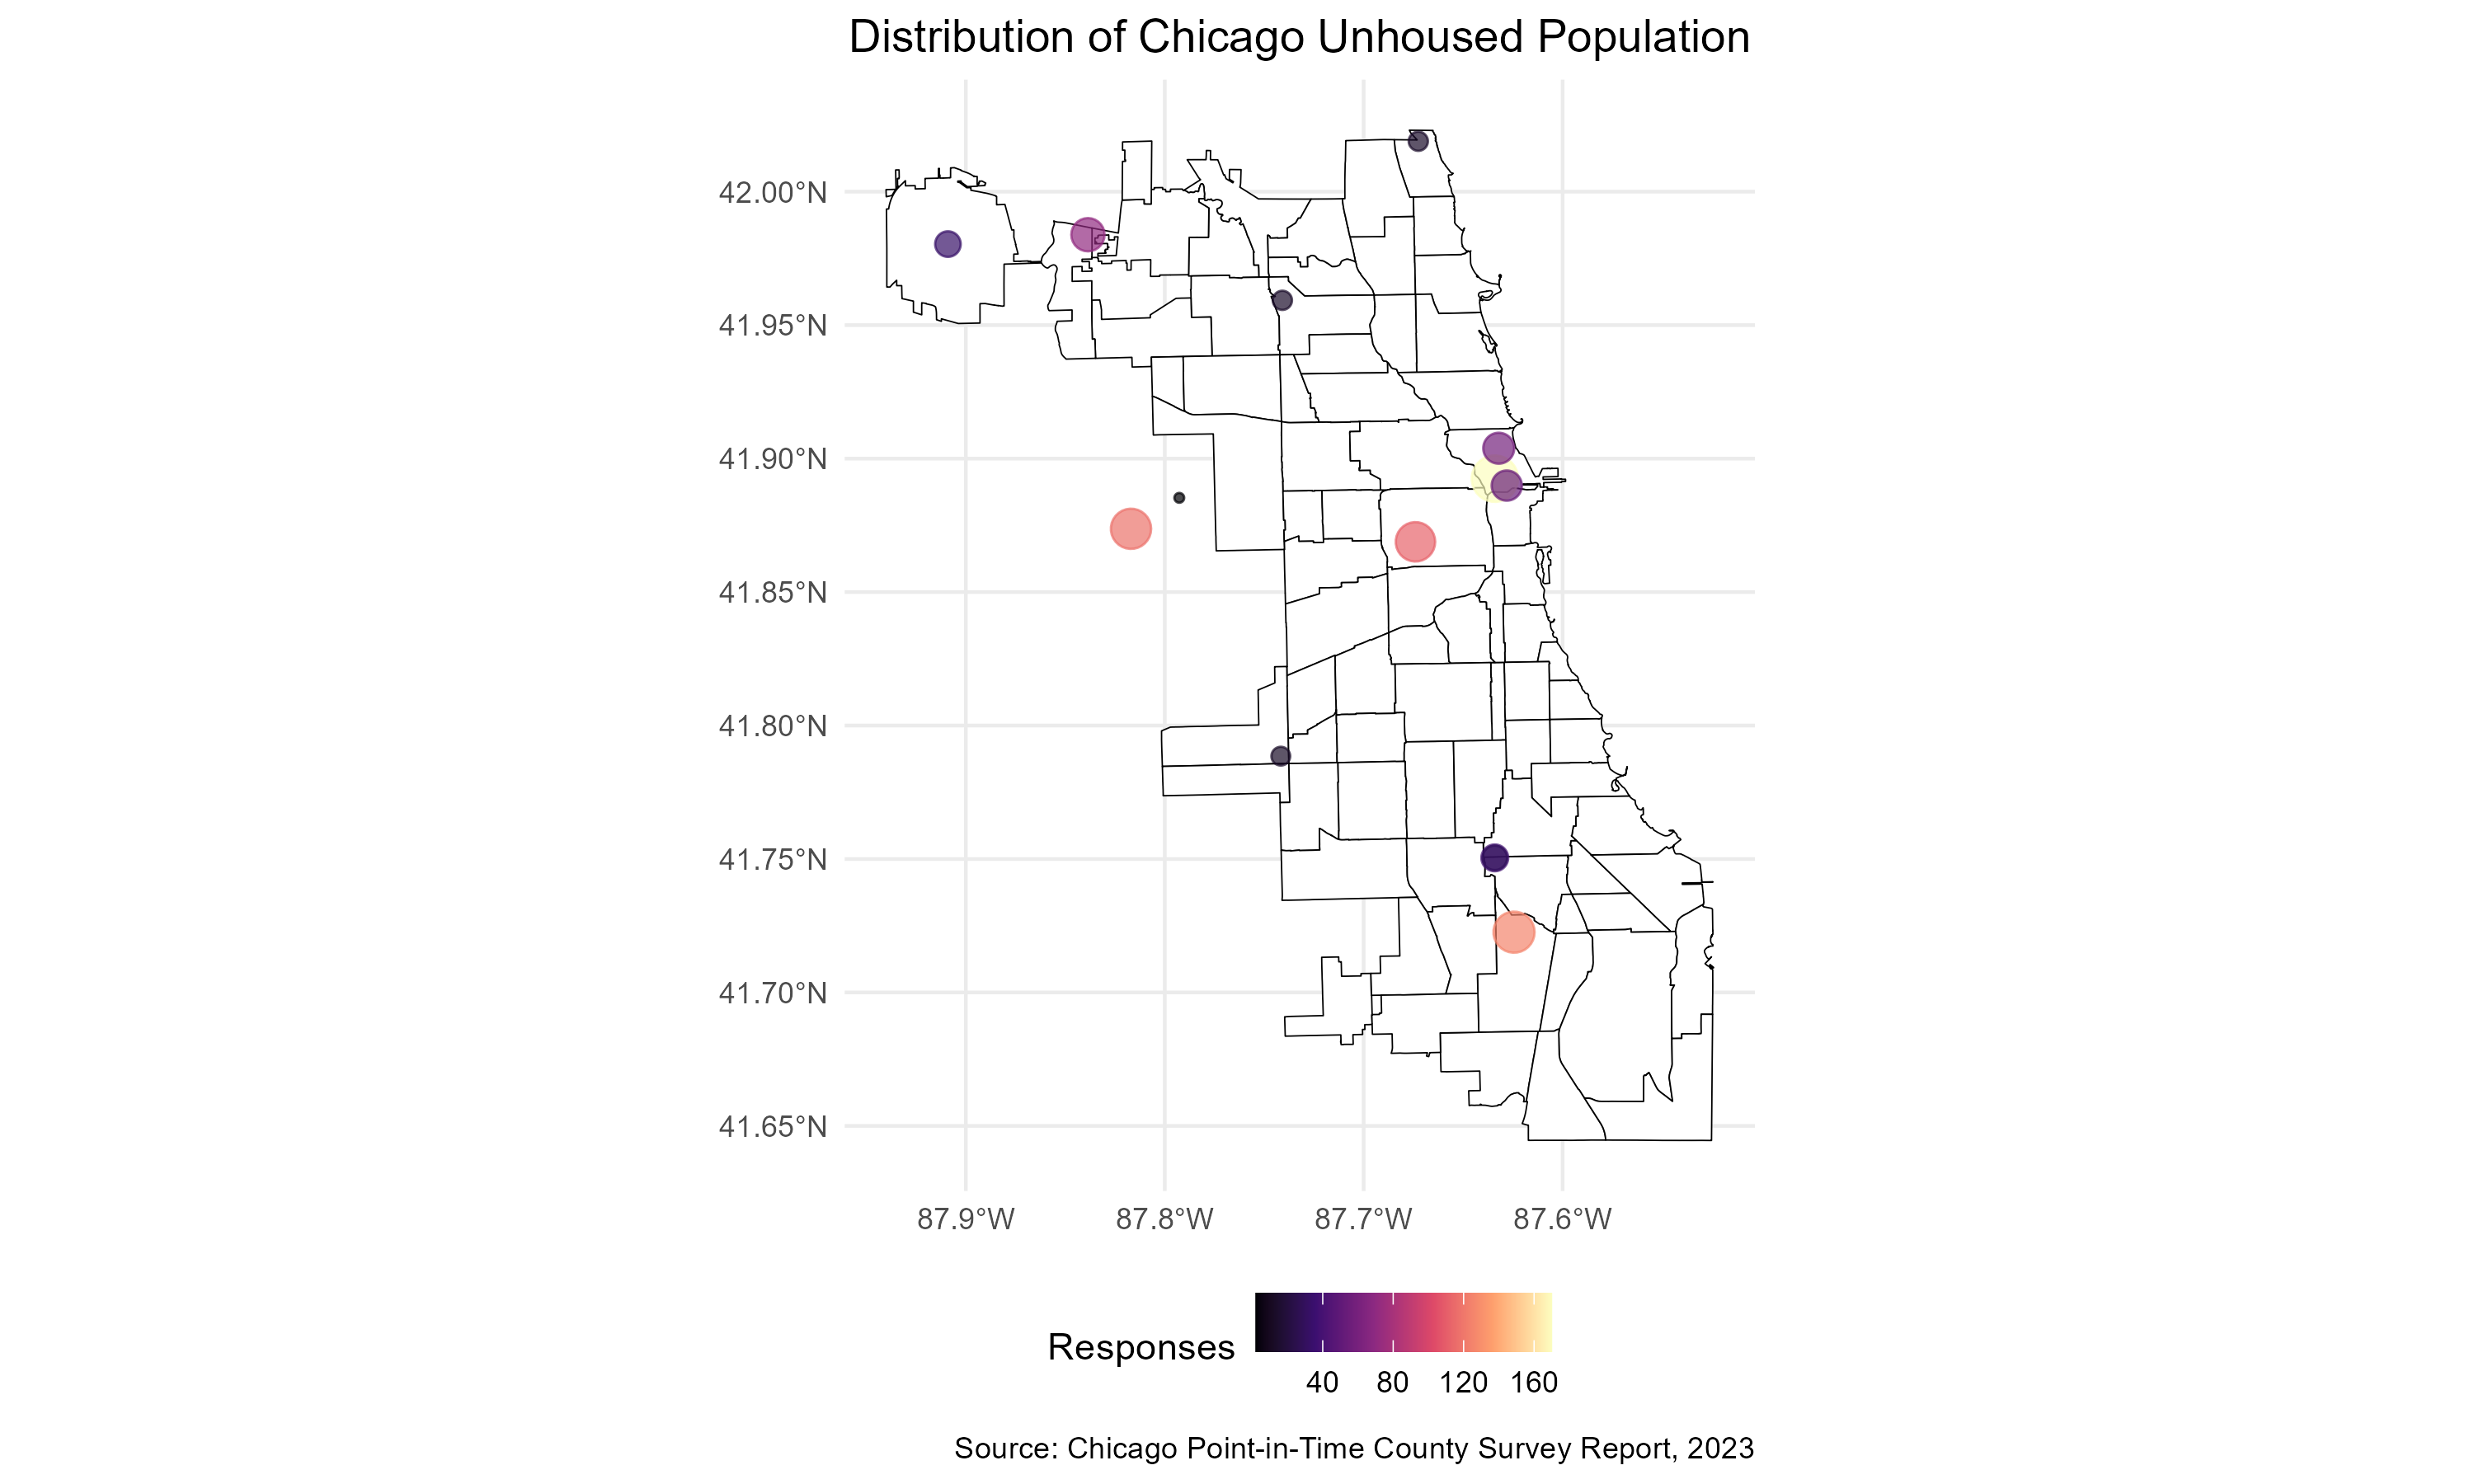 Distribution of Chicago Unhoused Population
42.00°N
41.95°N
41.90°N
41.85°N
41.80°N
41.75°N
41.70°N
41.65°N
87.9°W 87.8°W 87.7°W 87.6°W
Responses
40 80 120 160
Source: Chicago Point-in-Time County Survey Report, 2023